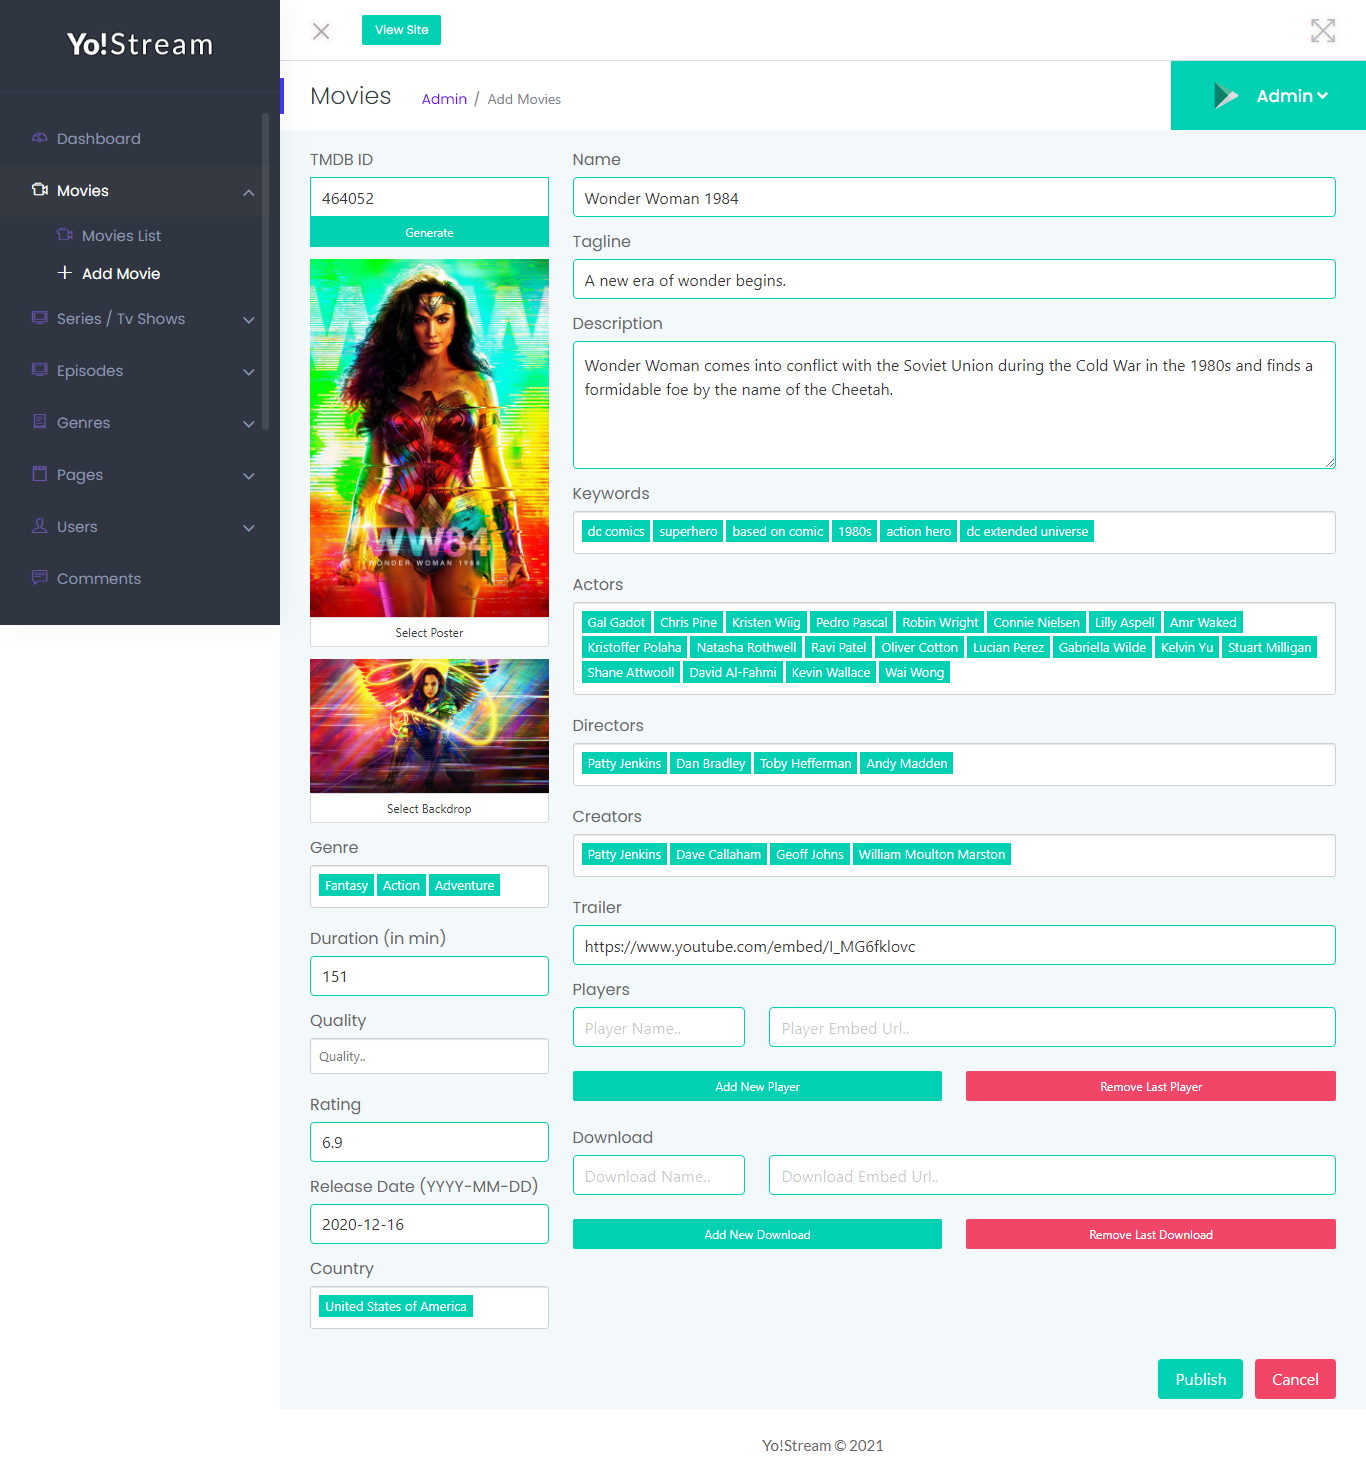 Yo!Stream
View Site
Movies
Admin / Add Movies
Admin
Dashboard
Movies
Movies List
Add Movie
Series / Tv Shows
Episodes
Genres
Pages
Users
Comments
TMDB ID
464052
Generate
WW84
WONDER WOMAN 1984
Select Poster
Select Backdrop
Genre
Fantasy Action Adventure
Duration (in min)
151
Quality
Quality..
Rating
6.9
Release Date (YYYY-MM-DD)
2020-12-16
Country
United States of America
Name
Wonder Woman 1984
Tagline
A new era of wonder begins.
Description
Wonder Woman comes into conflict with the Soviet Union during the Cold War in the 1980s and finds a
formidable foe by the name of the Cheetah.
Keywords
dc comics superhero based on comic 1980s action hero dc extended universe
Actors
Gal Gadot Chris Pine Kristen Wiig Pedro Pascal Robin Wright Connie Nielsen Lilly Aspell Amr Waked
Kristoffer Polaha Natasha Rothwell Ravi Patel Oliver Cotton Lucian Perez Gabriella Wilde Kelvin Yu Stuart Milligan
Shane Attwooll David Al-Fahmi Kevin Wallace Wai Wong
Directors
Patty Jenkins Dan Bradley Toby Hefferman Andy Madden
Creators
Patty Jenkins Dave Callaham Geoff Johns William Moulton Marston
Trailer
https://www.youtube.com/embed/I_MG6fklovc
Players
Player Name.. Player Embed Url..
Add New Player Remove Last Player
Download
Download Name.. Download Embed Url..
Add New Download Remove Last Download
Publish Cancel
Yo!Stream © 2021